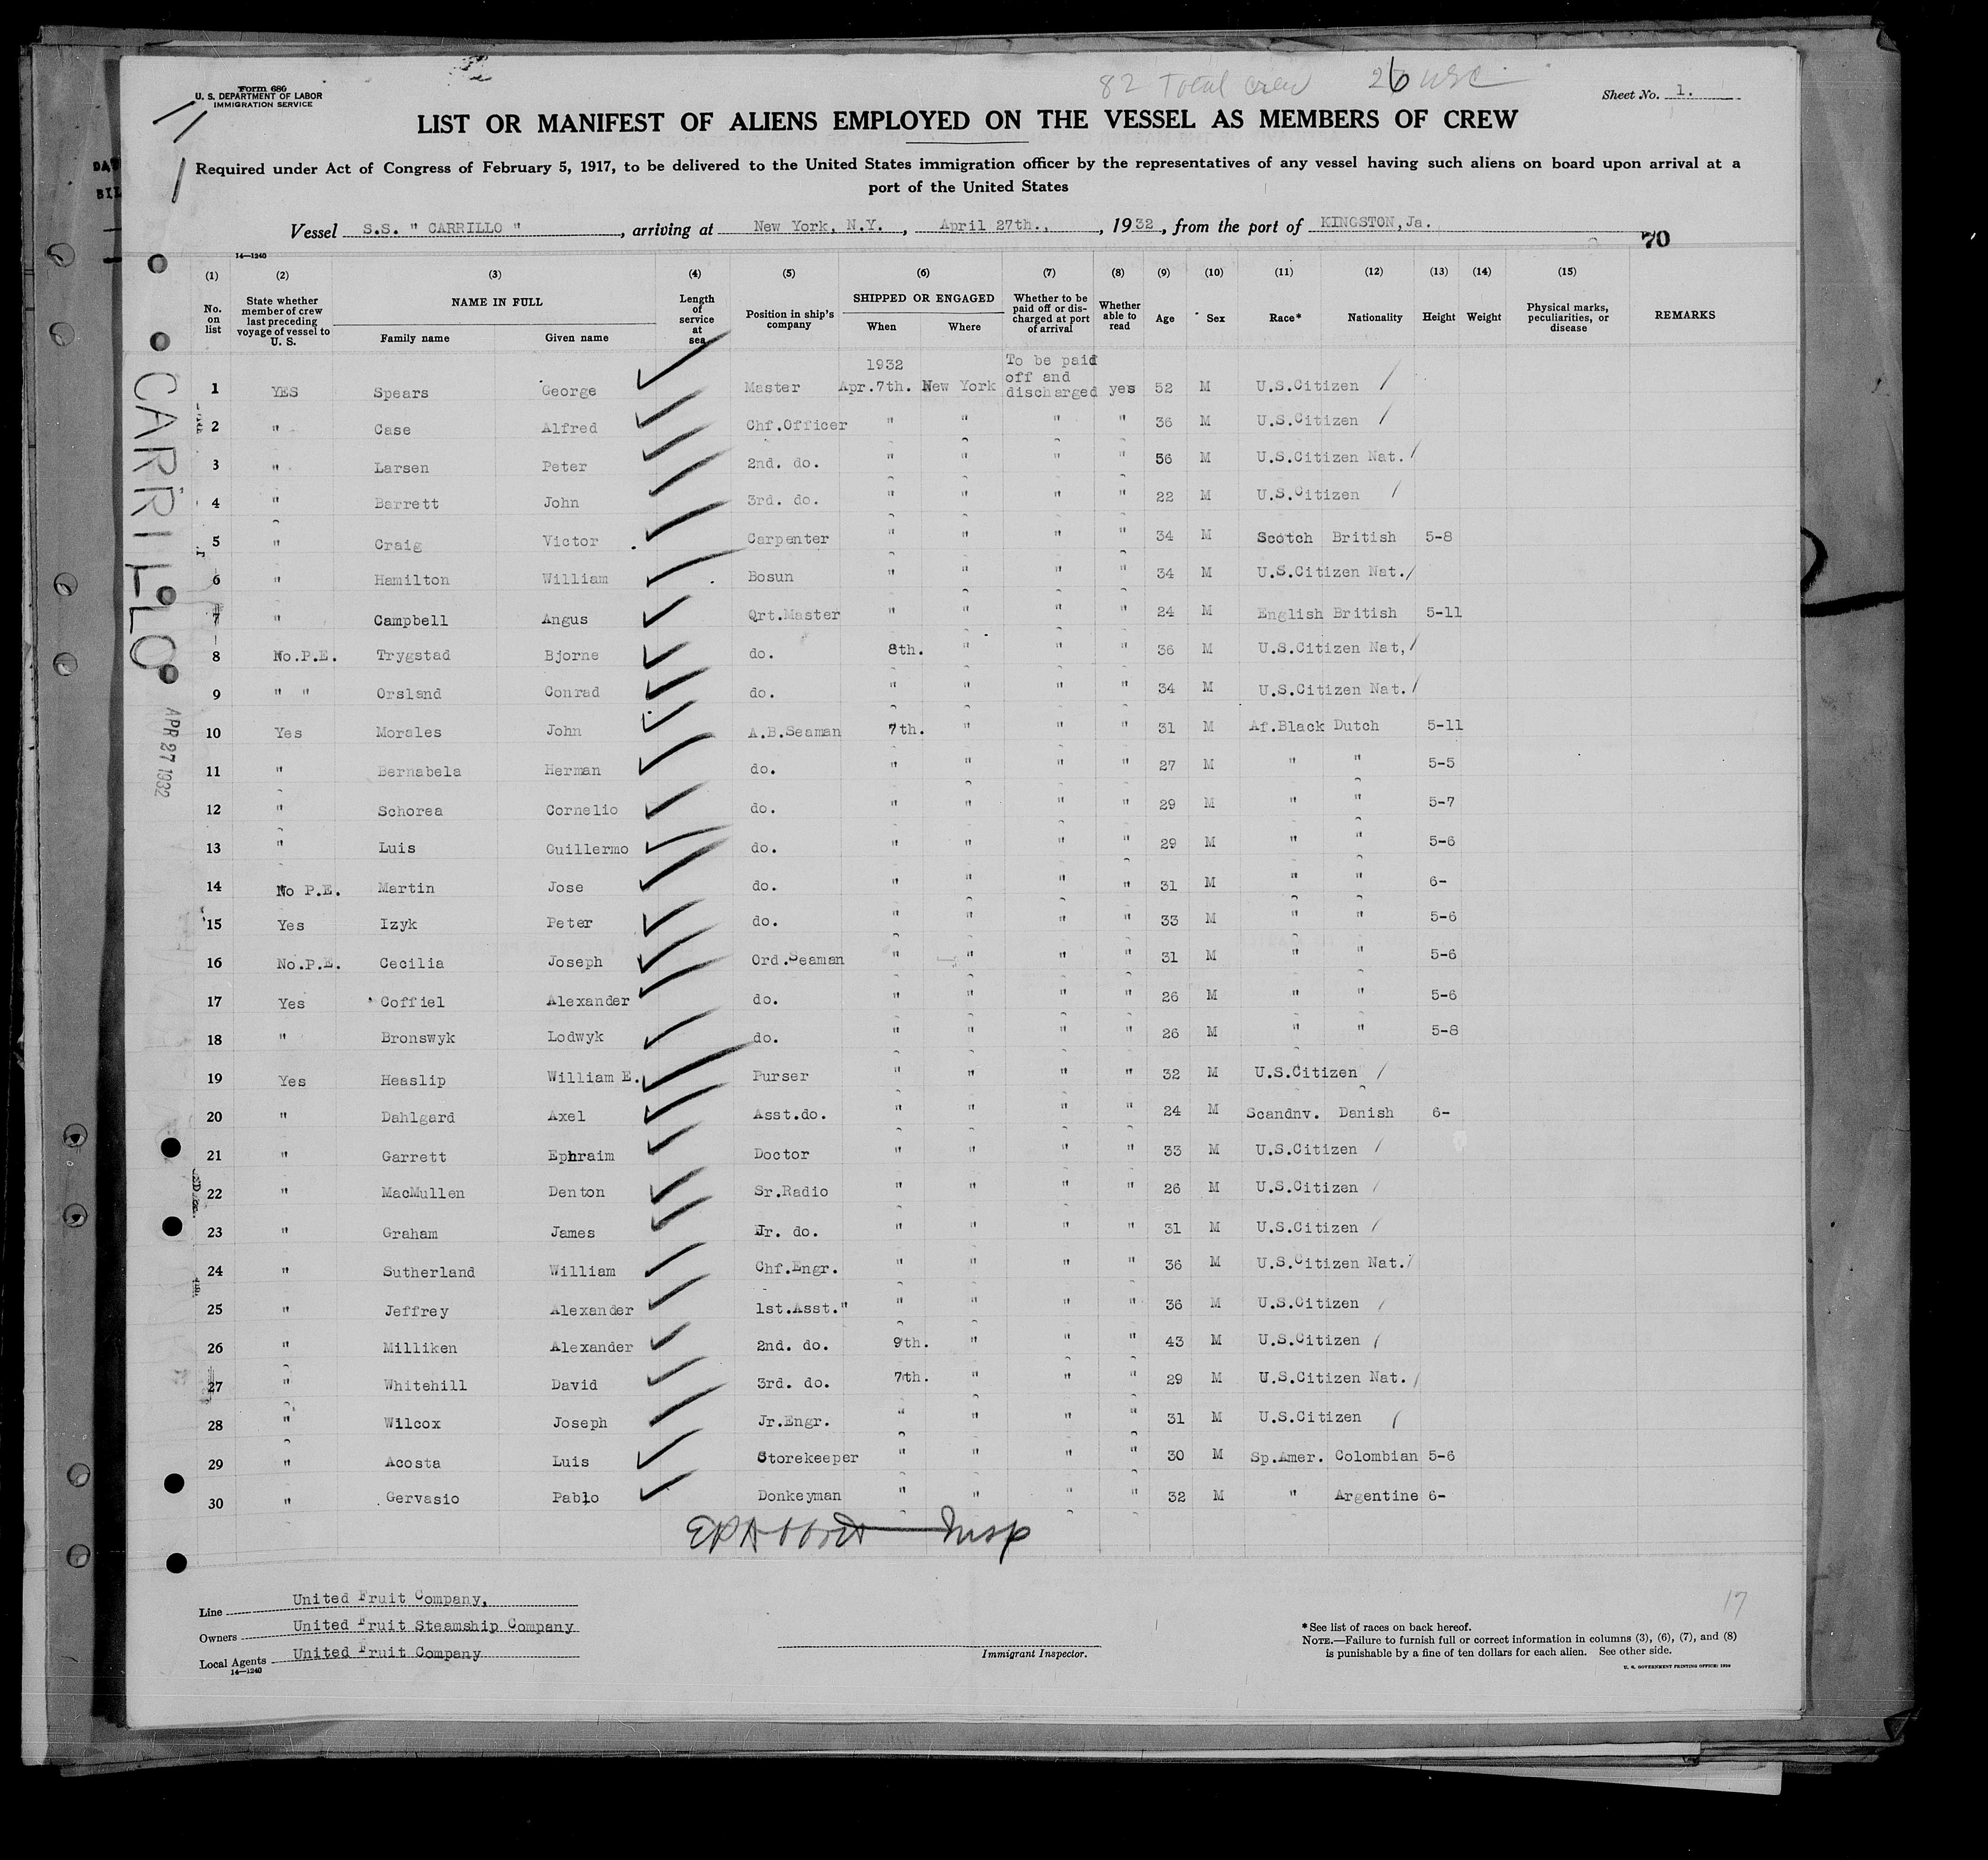 82 Total crew 26 USC
Form 680
U. S. DEPARTMENT OF LABOR
IMMIGRATION SERVICE
Sheet No. 1.
LIST OR MANIFEST OF ALIENS EMPLOYED ON THE VESSEL AS MEMBERS OF CREW
Required under Act of Congress of February 5, 1917, to be delivered to the United States immigration officer by the representatives of any vessel having such aliens on board upon arrival at a
port of the United States
Vessel S.S. " CARRILLO ", arriving at New York, N.Y., April 27th., 1932, from the port of KINGSTON,Ja.
70
14—1240
(1) (2) (3) (4) (5) (6) (7) (8) (9) (10) (11) (12) (13) (14) (15)
No. on list State whether member of crew last preceding voyage of vessel to U. S. NAME IN FULL Family name Given name Length of service at sea Position in ship's company SHIPPED OR ENGAGED When Where Whether to be paid off or discharged at port of arrival Whether able to read Age Sex Race* Nationality Height Weight Physical marks, peculiarities, or disease REMARKS
1 YES Spears George Master 1932 Apr.7th. New York To be paid off and discharged yes 52 M U.S.Citizen
2 " Case Alfred Chf.Officer " " " " 36 M U.S.Citizen
3 " Larsen Peter 2nd. do. " " " " 56 M U.S.Citizen Nat.
4 " Barrett John 3rd. do. " " " " 22 M U.S.Citizen
5 " Craig Victor Carpenter " " " " 34 M Scotch British 5-8
6 " Hamilton William Bosun " " " " 34 M U.S.Citizen Nat.
7 " Campbell Angus Qrt.Master " " " " 24 M English British 5-11
8 No.P.E. Trygstad Bjorne do. 8th. " " " 36 M U.S.Citizen Nat,
9 " " Orsland Conrad do. " " " " 34 M U.S.Citizen Nat.
10 Yes Morales John A.B.Seaman 7th. " " " 31 M Af.Black Dutch 5-11
11 " Bernabela Herman do. " " " " 27 M " " 5-5
12 " Schorea Cornelio do. " " " " 29 M " " 5-7
13 " Luis Guillermo do. " " " " 29 M " " 5-6
14 No P.E. Martin Jose do. " " " " 31 M " " 6-
15 Yes Izyk Peter do. " " " " 33 M " " 5-6
16 No.P.E. Cecilia Joseph Ord.Seaman " " " " 31 M " " 5-6
17 Yes Coffiel Alexander do. " " " " 26 M " " 5-6
18 " Bronswyk Lodwyk do. " " " " 26 M " " 5-8
19 Yes Heaslip William E. Purser " " " " 32 M U.S.Citizen
20 " Dahlgard Axel Asst.do. " " " " 24 M Scandnv. Danish 6-
21 " Garrett Ephraim Doctor " " " " 33 M U.S.Citizen
22 " MacMullen Denton Sr.Radio " " " " 26 M U.S.Citizen
23 " Graham James Jr. do. " " " " 31 M U.S.Citizen
24 " Sutherland William Chf.Engr. " " " " 36 M U.S.Citizen Nat.
25 " Jeffrey Alexander 1st.Asst." " " " " 36 M U.S.Citizen
26 " Milliken Alexander 2nd. do. 9th. " " " 43 M U.S.Citizen
27 " Whitehill David 3rd. do. 7th. " " " 29 M U.S.Citizen Nat.
28 " Wilcox Joseph Jr.Engr. " " " " 31 M U.S.Citizen
29 " Acosta Luis Storekeeper " " " " 30 M Sp.Amer. Colombian 5-6
30 " Gervasio Pablo Donkeyman " " " " 32 M " Argentine 6-
Insp
CARRILLO
APR 27 1932
17
Line United Fruit Company,
Owners United Fruit Steamship Company
Local Agents United Fruit Company
14—1240
Immigrant Inspector.
*See list of races on back hereof.
NOTE.—Failure to furnish full or correct information in columns (3), (6), (7), and (8)
is punishable by a fine of ten dollars for each alien. See other side.